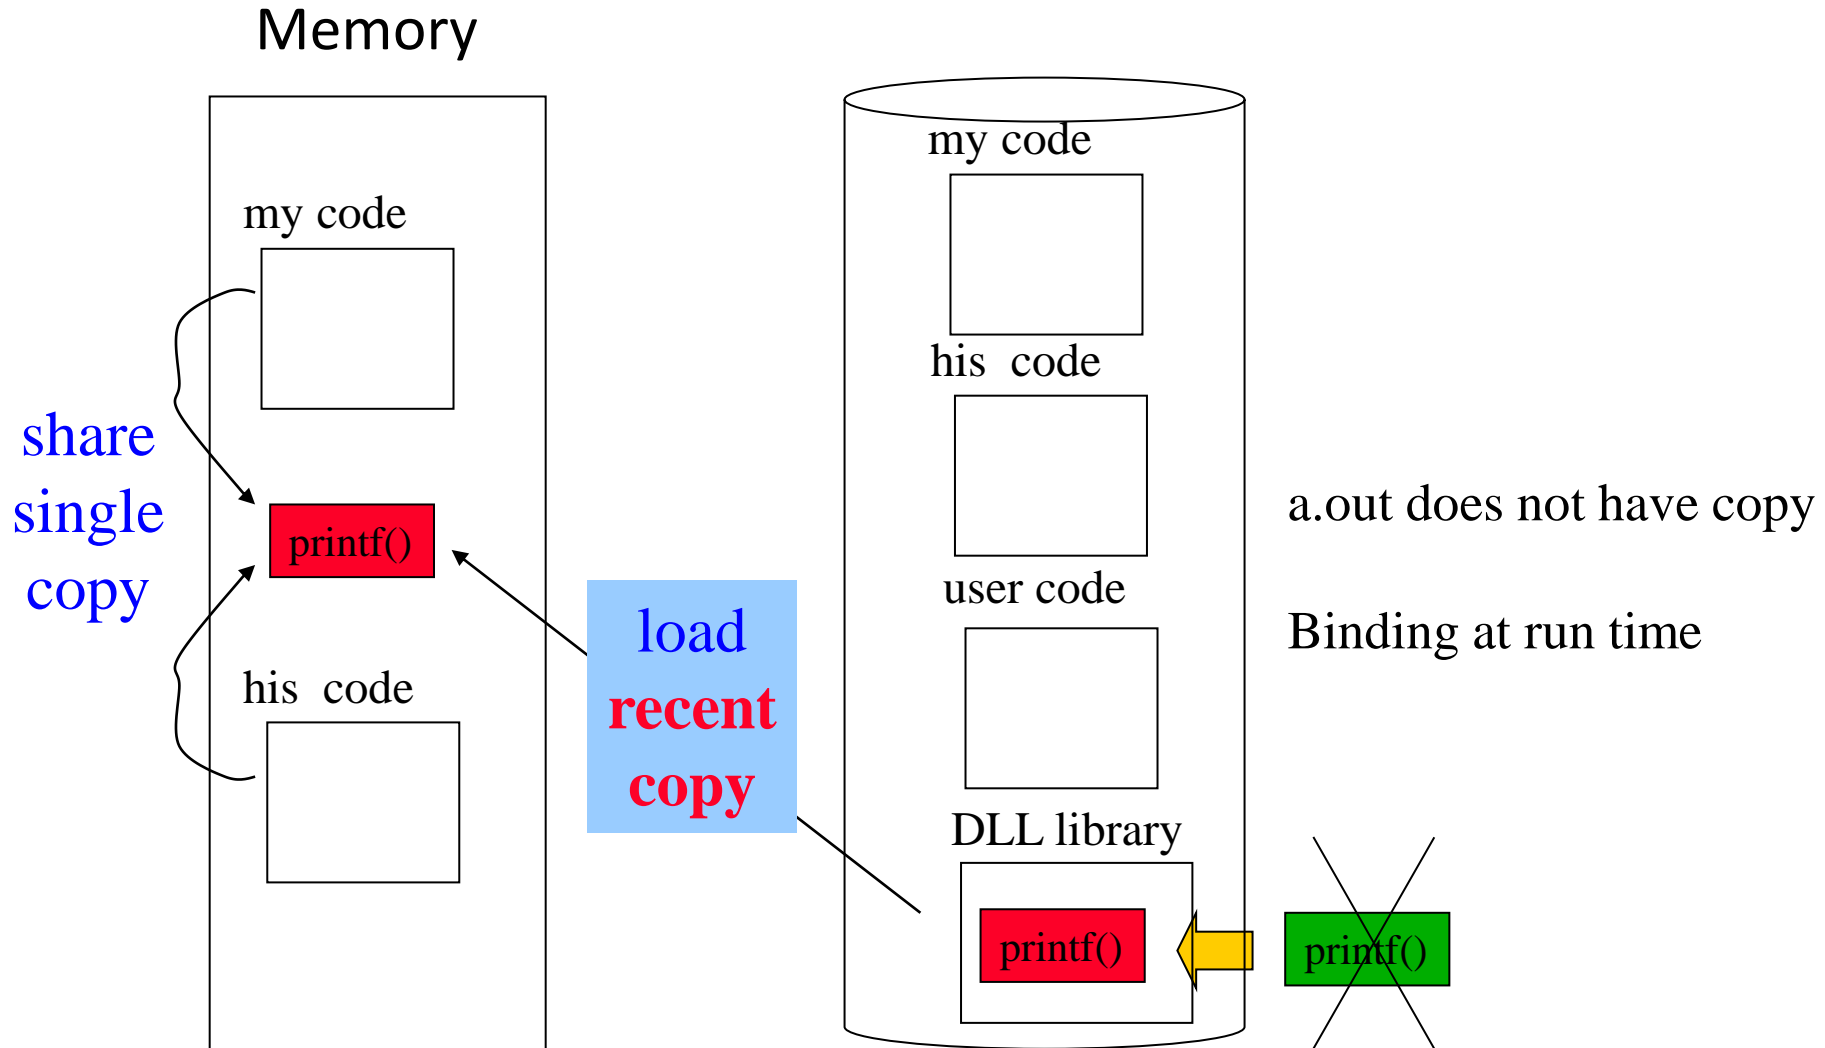 Memory
my code
share
single
copy
printf()
his  code
load
recent
copy
my code
his  code
user code
DLL library
printf()
printf()
a.out does not have copy
Binding at run time